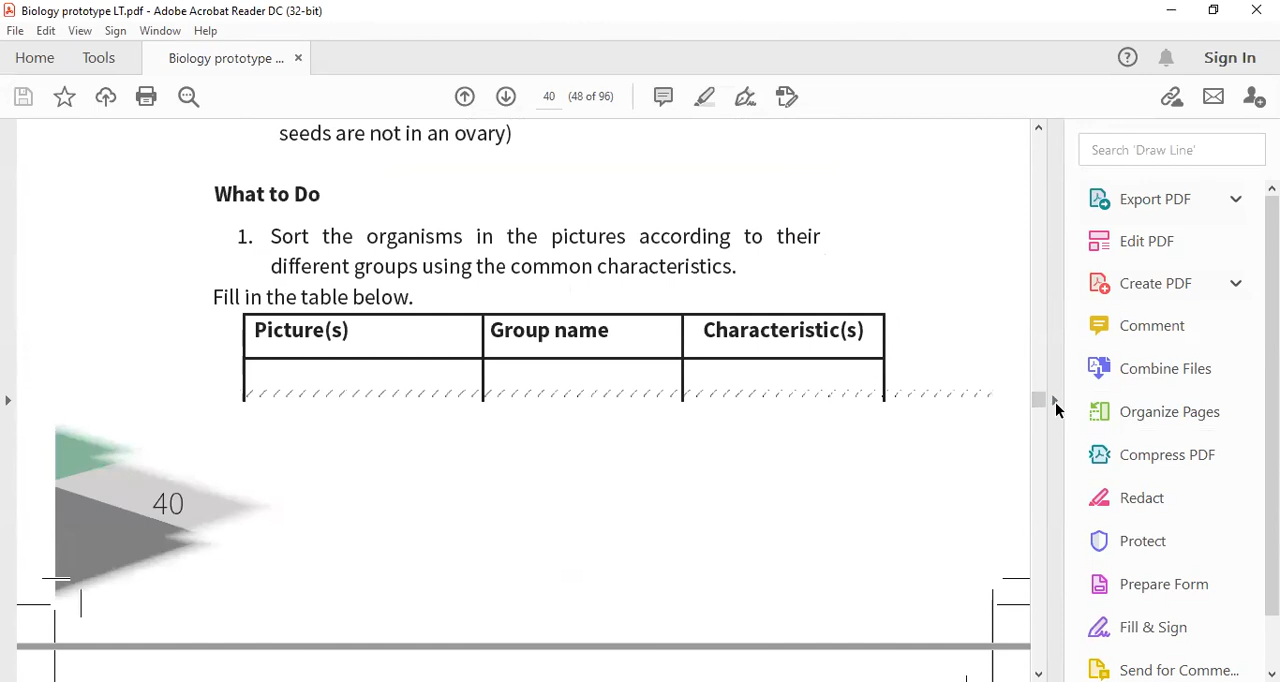 Biology prototype LT.pdf - Adobe Acrobat Reader DC (32-bit)
File Edit View Sign Window Help
Home Tools Biology prototype ... × Sign In
40 (48 of 96)
seeds are not in an ovary)
What to Do
1. Sort the organisms in the pictures according to their
different groups using the common characteristics.
Fill in the table below.
Picture(s) Group name Characteristic(s)
40
Search 'Draw Line'
Export PDF
Edit PDF
Create PDF
Comment
Combine Files
Organize Pages
Compress PDF
Redact
Protect
Prepare Form
Fill & Sign
Send for Comme...